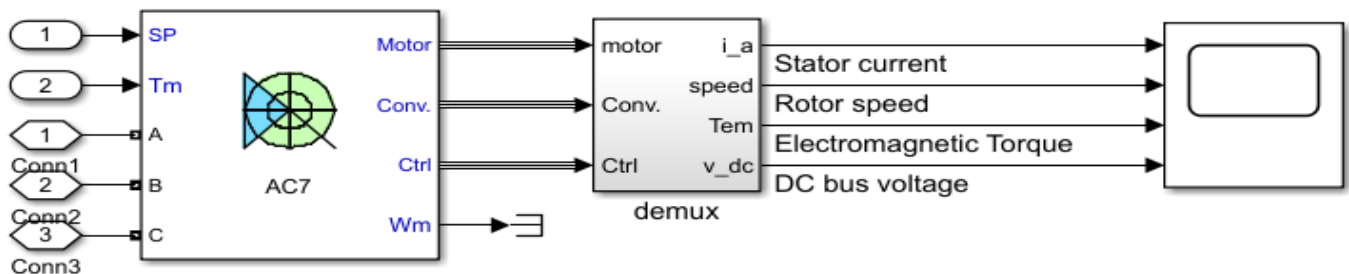 1
SP
2
Tm
1
A
Conn1
2
B
Conn2
3
C
Conn3
AC7
Motor
Conv.
Ctrl
Wm
motor
Conv.
Ctrl
i_a
speed
Tem
v_dc
demux
Stator current
Rotor speed
Electromagnetic Torque
DC bus voltage